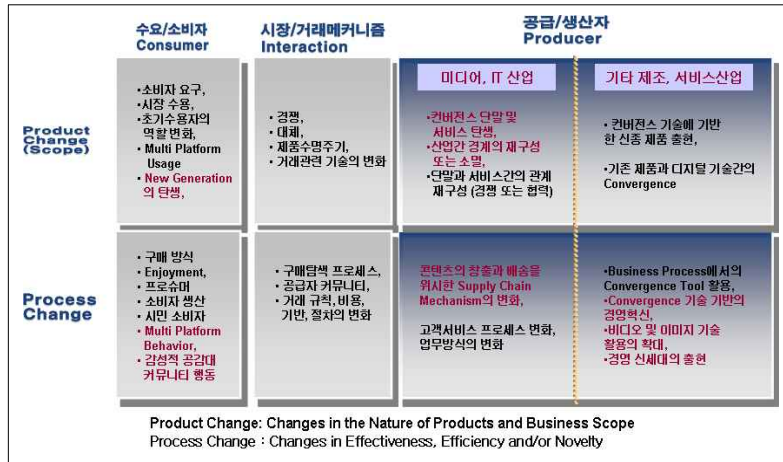 수요/소비자
Consumer
시장/거래메커니즘
Interaction
공급/생산자
Producer
미디어, IT 산업
기타 제조, 서비스산업
Product
Change
(Scope)
•소비자 요구,
•시장 수용,
•초기수용자의
역할 변화,
• Multi Platform
Usage
• New Generation
의 탄생,
• 경쟁,
• 대체,
• 제품수명주기,
• 거래관련 기술의 변화
•컨버전스 단말 및
서비스 탄생,
•산업간 경계의 재구성
또는 소멸,
•단말과 서비스간의 관계
재구성 (경쟁 또는 협력)
• 컨버전스 기술에 기반
한 신종 제품 출현,
•기존 제품과 디지털 기술간의
Convergence
Process
Change
• 구매 방식
• Enjoyment,
• 프로슈머
• 소비자 생산
• 시민 소비자
• Multi Platform
Behavior,
• 감성적 공감대
커뮤니티 행동
•구매탐색 프로세스,
•공급자 커뮤니티,
• 거래 규칙, 비용,
기반, 절차의 변화
콘텐츠의 창출과 배송을
위시한 Supply Chain
Mechanism의 변화,
고객서비스 프로세스 변화,
업무방식의 변화
•Business Process에서의
Convergence Tool 활용,
•Convergence 기술 기반의
경영혁신,
•비디오 및 이미지 기술
활용의 확대,
•경영 신세대의 출현
Product Change: Changes in the Nature of Products and Business Scope
Process Change : Changes in Effectiveness, Efficiency and/or Novelty